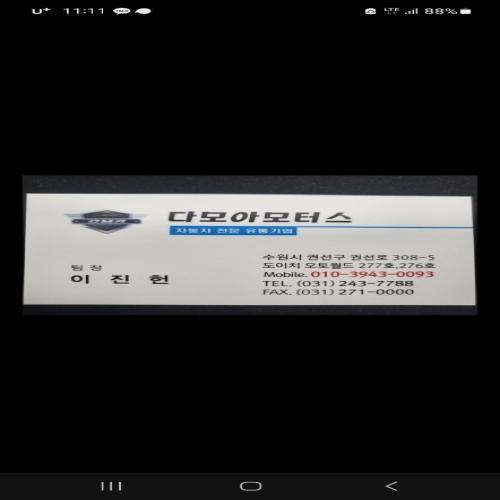 U+ 11:11
LTE 88%
DMA
다모아모터스
자동차 전문 유통기업
팀 장
이 진 헌
수원시 권선구 권선로 308-5
도이치 오토월드 277호,276호
Mobile. 010-3943-0093
TEL. (031) 243-7788
FAX. (031) 271-0000